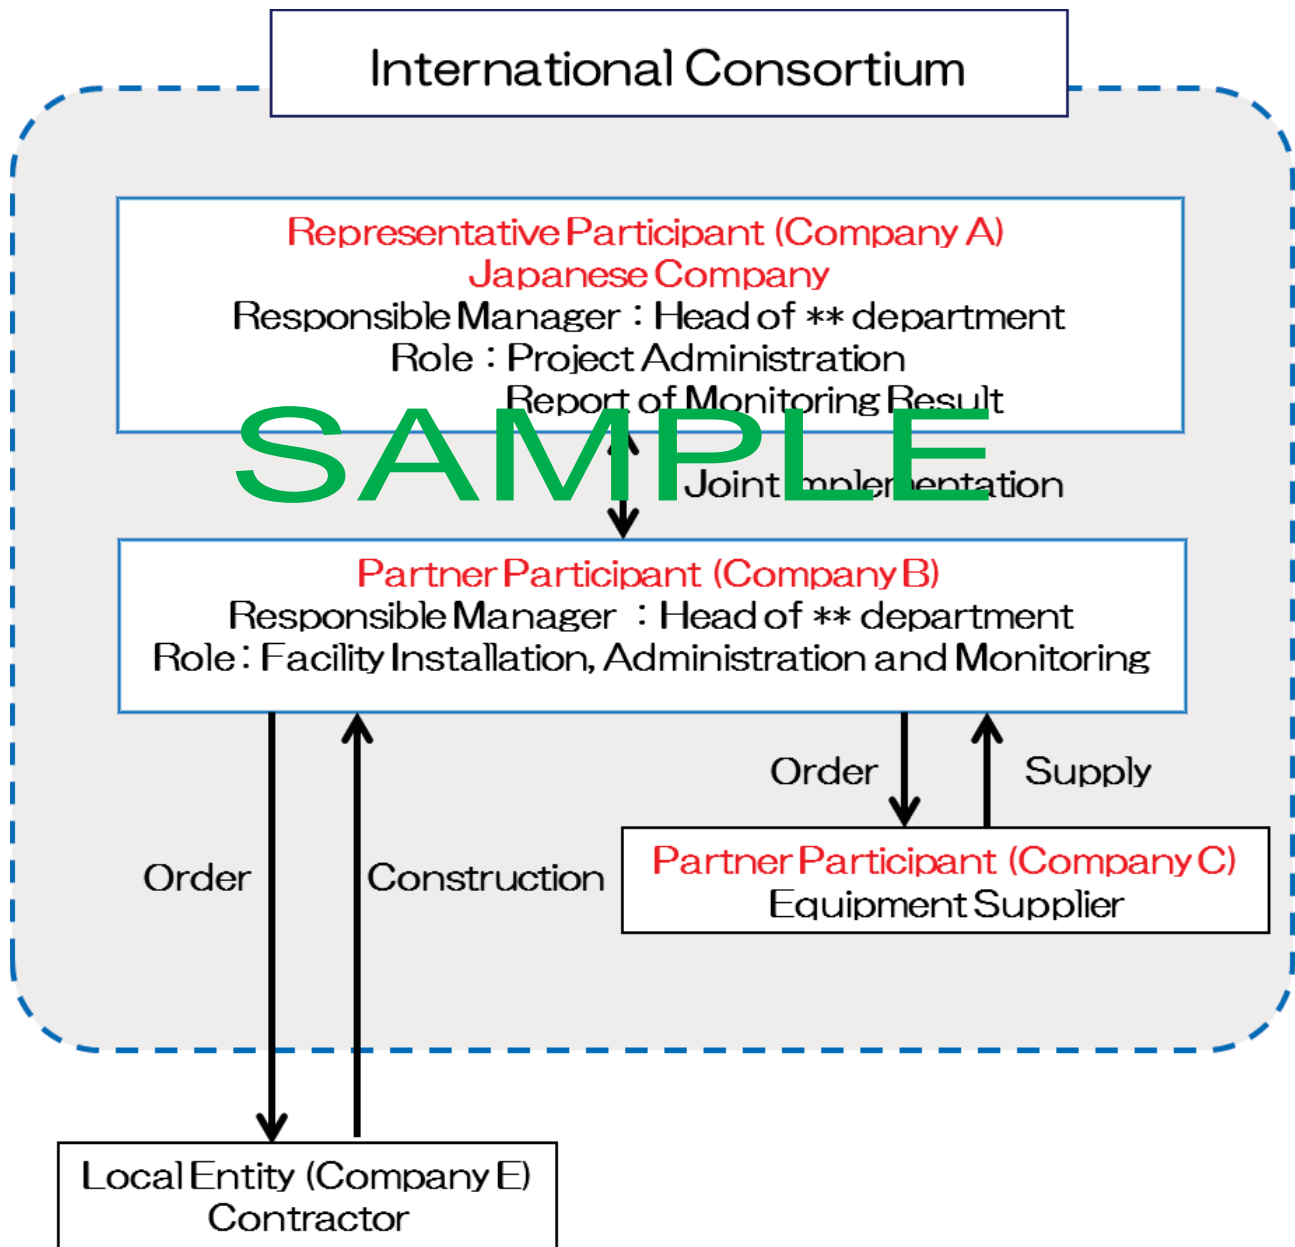 International Consortium
Representative Participant (Company A)
Japanese Company
Responsible Manager：Head of ** department
Role：Project Administration
Report of Monitoring Result
SAMPLE
Joint Implementation
Partner Participant (Company B)
Responsible Manager ：Head of ** department
Role：Facility Installation, Administration and Monitoring
Order
Supply
Partner Participant (Company C)
Equipment Supplier
Order
Construction
Local Entity (Company E)
Contractor